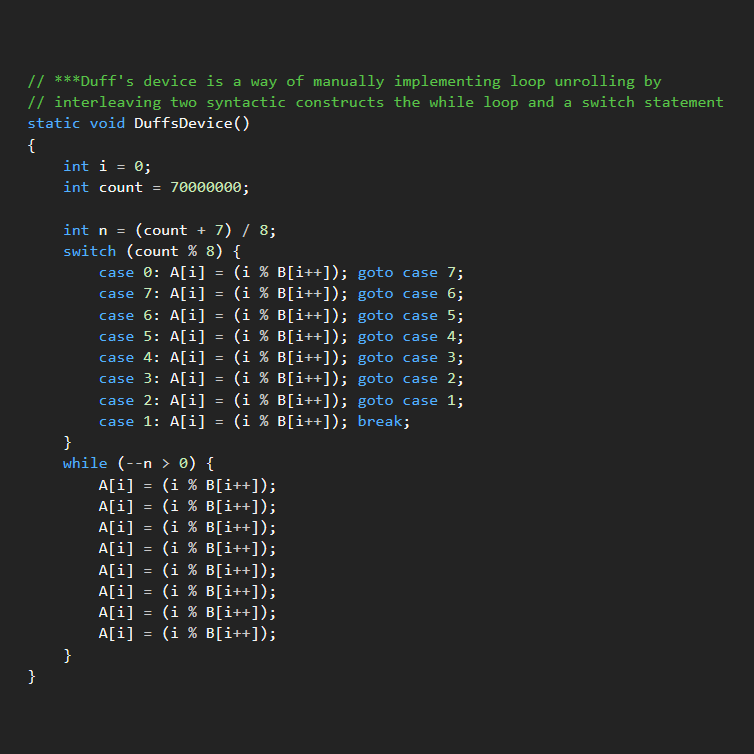 // ***Duff's device is a way of manually implementing loop unrolling by
// interleaving two syntactic constructs the while loop and a switch statement
static void DuffsDevice()
{
    int i = 0;
    int count = 70000000;

    int n = (count + 7) / 8;
    switch (count % 8) {
        case 0: A[i] = (i % B[i++]); goto case 7;
        case 7: A[i] = (i % B[i++]); goto case 6;
        case 6: A[i] = (i % B[i++]); goto case 5;
        case 5: A[i] = (i % B[i++]); goto case 4;
        case 4: A[i] = (i % B[i++]); goto case 3;
        case 3: A[i] = (i % B[i++]); goto case 2;
        case 2: A[i] = (i % B[i++]); goto case 1;
        case 1: A[i] = (i % B[i++]); break;
    }
    while (--n > 0) {
        A[i] = (i % B[i++]);
        A[i] = (i % B[i++]);
        A[i] = (i % B[i++]);
        A[i] = (i % B[i++]);
        A[i] = (i % B[i++]);
        A[i] = (i % B[i++]);
        A[i] = (i % B[i++]);
        A[i] = (i % B[i++]);
    }
}